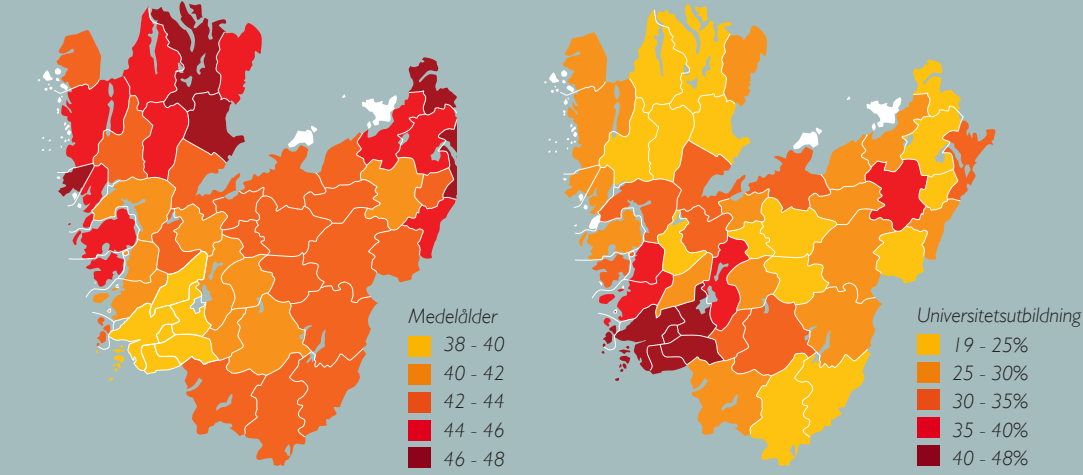 Medelålder
38 - 40
40 - 42
42 - 44
44 - 46
46 - 48
Universitetsutbildning
19 - 25%
25 - 30%
30 - 35%
35 - 40%
40 - 48%